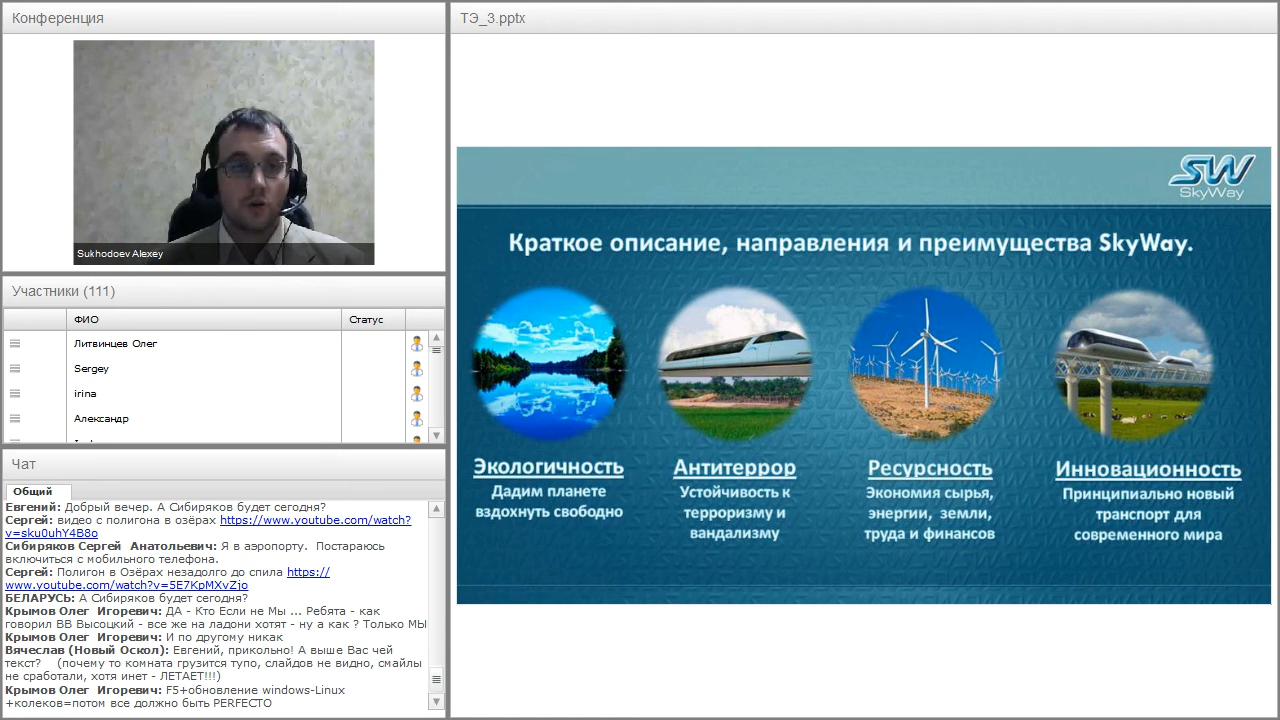 Конференция
Sukhodoev Alexey
Участники (111)
ФИО
Статус
Литвинцев Олег
Sergey
irina
Александр
Чат
Общий
Евгений: Добрый вечер. А Сибиряков будет сегодня?
Сергей: видео с полигона в озёрах https://www.youtube.com/watch?
v=sku0uhY4B8o
Сибиряков Сергей Анатольевич: Я в аэропорту. Постараюсь
включиться с мобильного телефона.
Сергей: Полигон в Озёрах незадолго до спила https://
www.youtube.com/watch?v=5E7KpMXvZjo
БЕЛАРУСЬ: А Сибиряков будет сегодня?
Крымов Олег Игоревич: ДА - Кто Если не Мы ... Ребята - как
говорил ВВ Высоцкий - все же на ладони хотят - ну а как ? Только МЫ
Крымов Олег Игоревич: И по другому никак
Вячеслав (Новый Оскол): Евгений, прикольно! А выше Вас чей
текст? (почему то комната грузится тупо, слайдов не видно, смайлы
не сработали, хотя инет - ЛЕТАЕТ!!!)
Крымов Олег Игоревич: F5+обновление windows-Linux
+колеков=потом все должно быть PERFECTO
ТЭ_3.pptx
SW
SkyWay
Краткое описание, направления и преимущества SkyWay.
Экологичность
Дадим планете
вздохнуть свободно
Антитеррор
Устойчивость к
терроризму и
вандализму
Ресурсность
Экономия сырья,
энергии, земли,
труда и финансов
Инновационность
Принципиально новый
транспорт для
современного мира